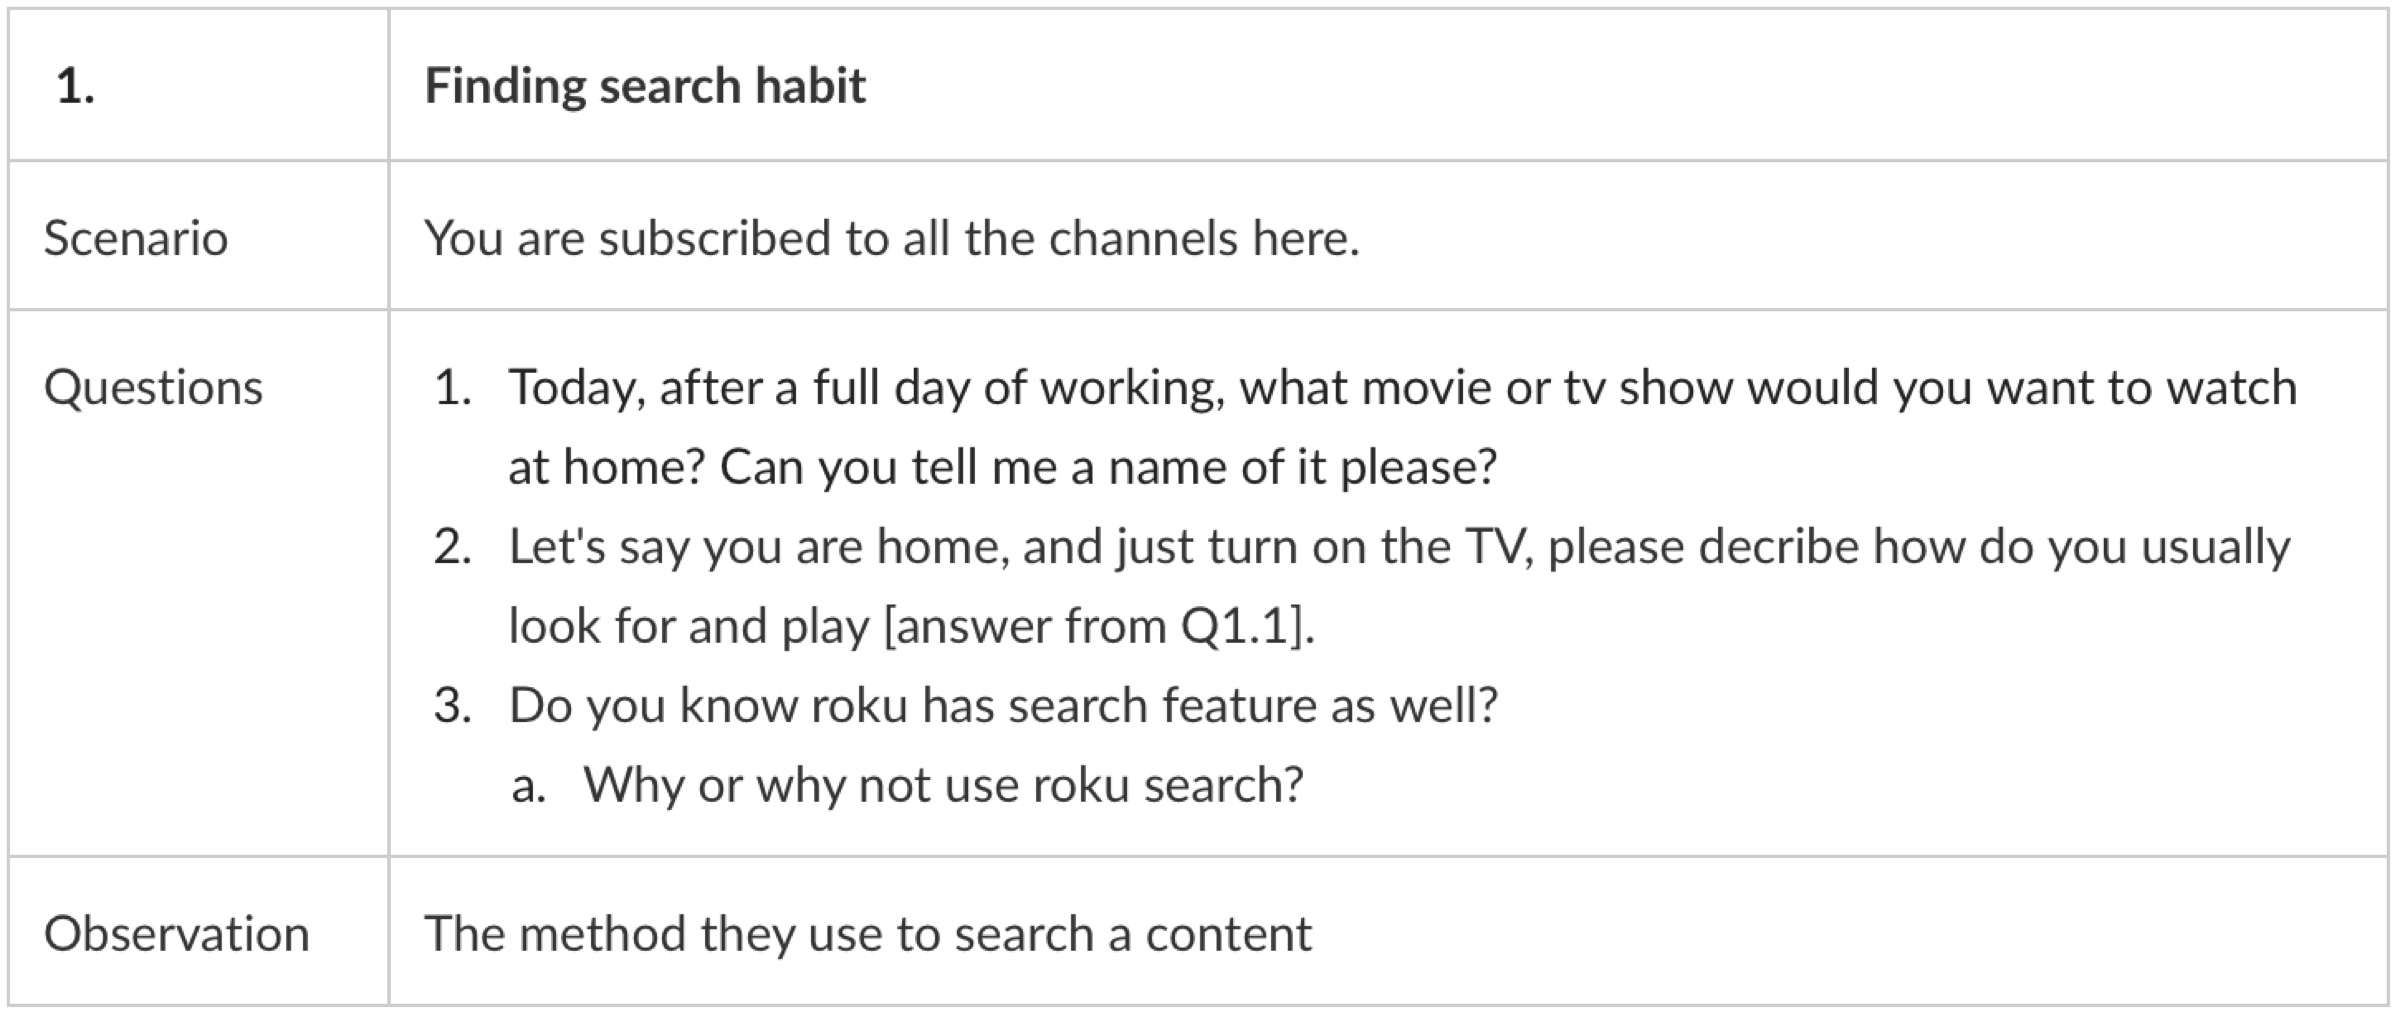 1.
Finding search habit
Scenario
You are subscribed to all the channels here.
Questions
1. Today, after a full day of working, what movie or tv show would you want to watch
at home? Can you tell me a name of it please?
2. Let's say you are home, and just turn on the TV, please decribe how do you usually
look for and play [answer from Q1.1].
3. Do you know roku has search feature as well?
a. Why or why not use roku search?
Observation
The method they use to search a content